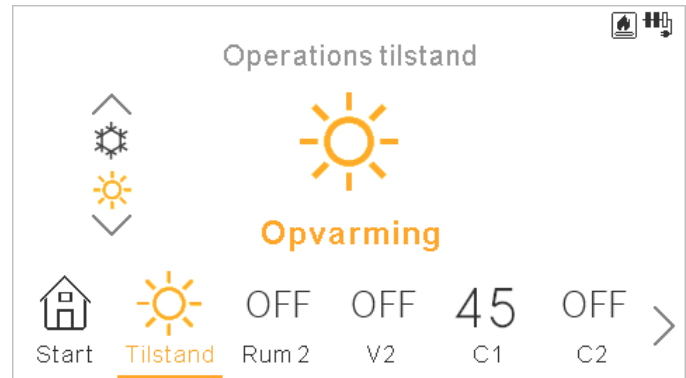 Operations tilstand
Opvarming
OFF OFF 45 OFF
Start Tilstand Rum 2 V2 C1 C2